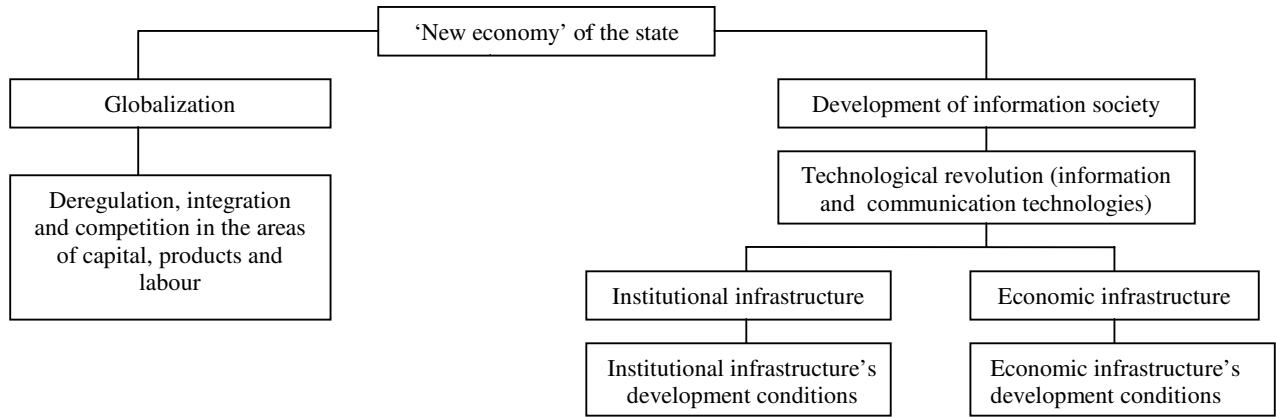 ‘New economy’ of the state
Globalization
Development of information society
Deregulation, integration
and competition in the areas
of capital, products and
labour
Technological revolution (information
and communication technologies)
Institutional infrastructure
Economic infrastructure
Institutional infrastructure’s
development conditions
Economic infrastructure’s
development conditions